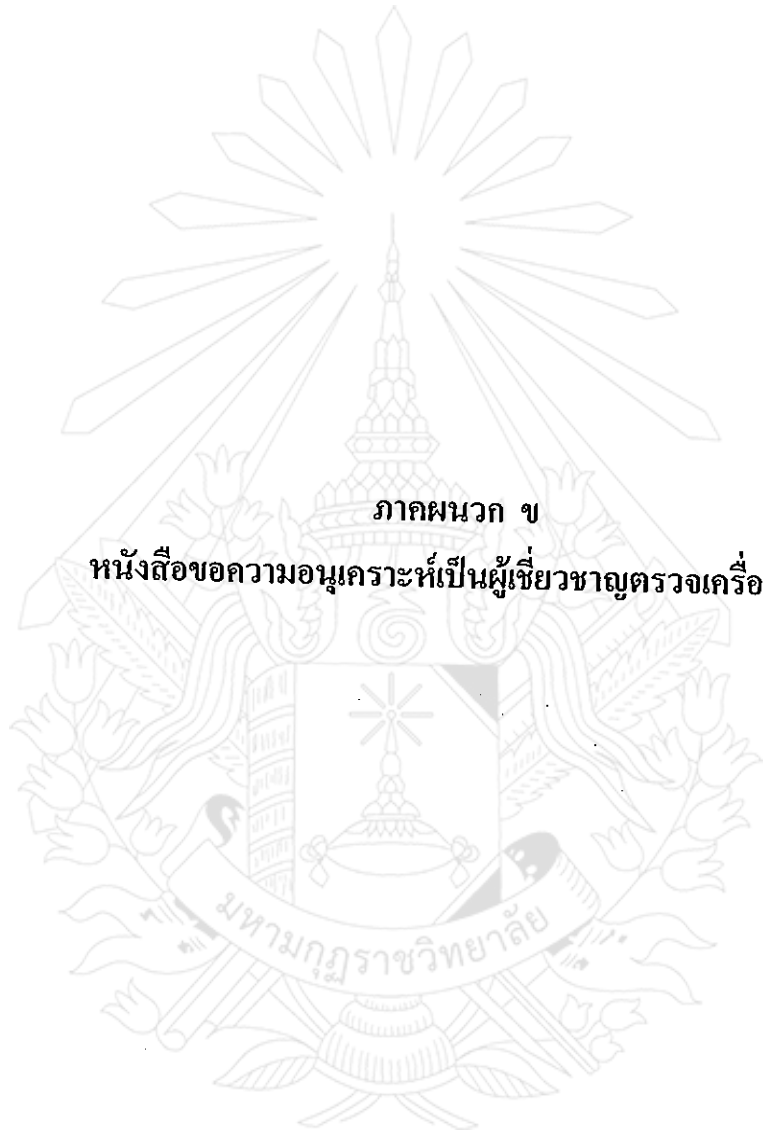 ภาคผนวก ข
หนังสือขอความอนุเคราะห์เป็นผู้เชี่ยวชาญตรวจเครื่อ
มหามกุฏราชวิทยาลัย